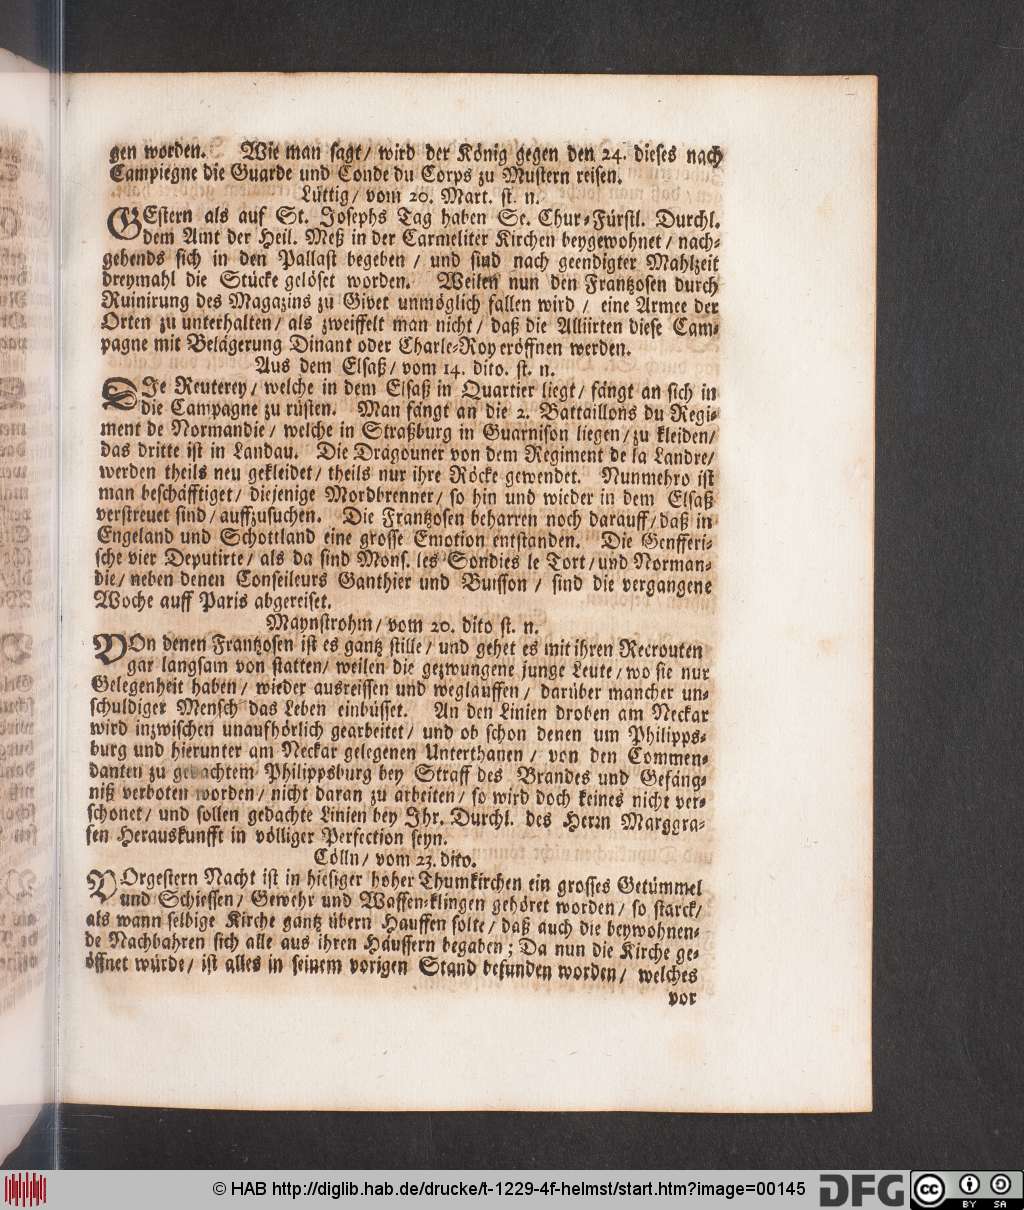 gen worden. Wie man sagt/ wird der König gegen den 24. dieses nach
Campiegne die Guarde und Conde du Corps zu Mustern reisen.
Lüttig/ vom 20. Mart. st. n.
GEstern als auf St. Josephs Tag haben Se. Chur-Fürstl. Durchl.
dem Amt der Heil. Meß in der Carmeliter Kirchen beygewohnet/ nach-
gehends sich in den Pallast begeben/ und sind nach geendigter Mahlzeit
dreymahl die Stücke gelöset worden. Weilen nun den Frantzosen durch
Ruinirung des Magazins zu Givet unmöglich fallen wird/ eine Armee der
Orten zu unterhalten/ als zweiffelt man nicht/ daß die Alliirten diese Cam-
pagne mit Belägerung Dinant oder Charle-Roy eröffnen werden.
Aus dem Elsaß/ vom 14. dito. st. n.
DIe Reuterey/ welche in dem Elsaß in Quartier liegt/ fängt an sich in
die Campagne zu rüsten. Man fängt an die 2. Battaillons du Regi-
ment de Normandie/ welche in Straßburg in Guarnison liegen/ zu kleiden/
das dritte ist in Landau. Die Dragouner von dem Regiment de la Landre/
werden theils neu gekleidet/ theils nur ihre Röcke gewendet. Nunmehro ist
man beschäfftiget/ diejenige Mordbrenner/ so hin und wieder in dem Elsaß
verstreuet sind/ auffzusuchen. Die Frantzosen beharren noch darauff/ daß in
Engeland und Schottland eine grosse Emotion entstanden. Die Genfferi-
sche vier Deputirte/ als da sind Mons. les Sondies le Tort/ und Norman-
die/ neben denen Conseileurs Ganthier und Buisson/ sind die vergangene
Woche auff Paris abgereiset.
Maynstrohm/ vom 20. dito st. n.
VOn denen Frantzosen ist es gantz stille/ und gehet es mit ihren Recrouten
gar langsam von statten/ weilen die gezwungene junge Leute/ wo sie nur
Gelegenheit haben/ wieder ausreissen und weglauffen/ darüber mancher un-
schuldiger Mensch das Leben einbüsset. An den Linien droben am Neckar
wird inzwischen unaufhörlich gearbeitet/ und ob schon denen um Philipps-
burg und hierunter am Neckar gelegenen Unterthanen/ von den Commen-
danten zu gedachtem Philippsburg bey Straff des Brandes und Gefäng-
niß verboten worden/ nicht daran zu arbeiten/ so wird doch keines nicht ver-
schonet/ und sollen gedachte Linien bey Ihr. Durchl. des Herrn Marggra-
fen Herauskunfft in völliger Perfection seyn.
Cölln/ vom 23. dito.
VOrgestern Nacht ist in hiesiger hoher Thumkirchen ein grosses Getümmel
und Schiessen/ Gewehr und Waffen-klingen gehöret worden/ so starck/
als wann selbige Kirche gantz übern Hauffen solte/ daß auch die beywohnen-
de Nachbahren sich alle aus ihren Häussern begaben; Da nun die Kirche ge-
öffnet würde/ ist alles in seinem vorigen Stand befunden worden/ welches
vor
© HAB http://diglib.hab.de/drucke/t-1229-4f-helmst/start.htm?image=00145
DFG
cc BY SA